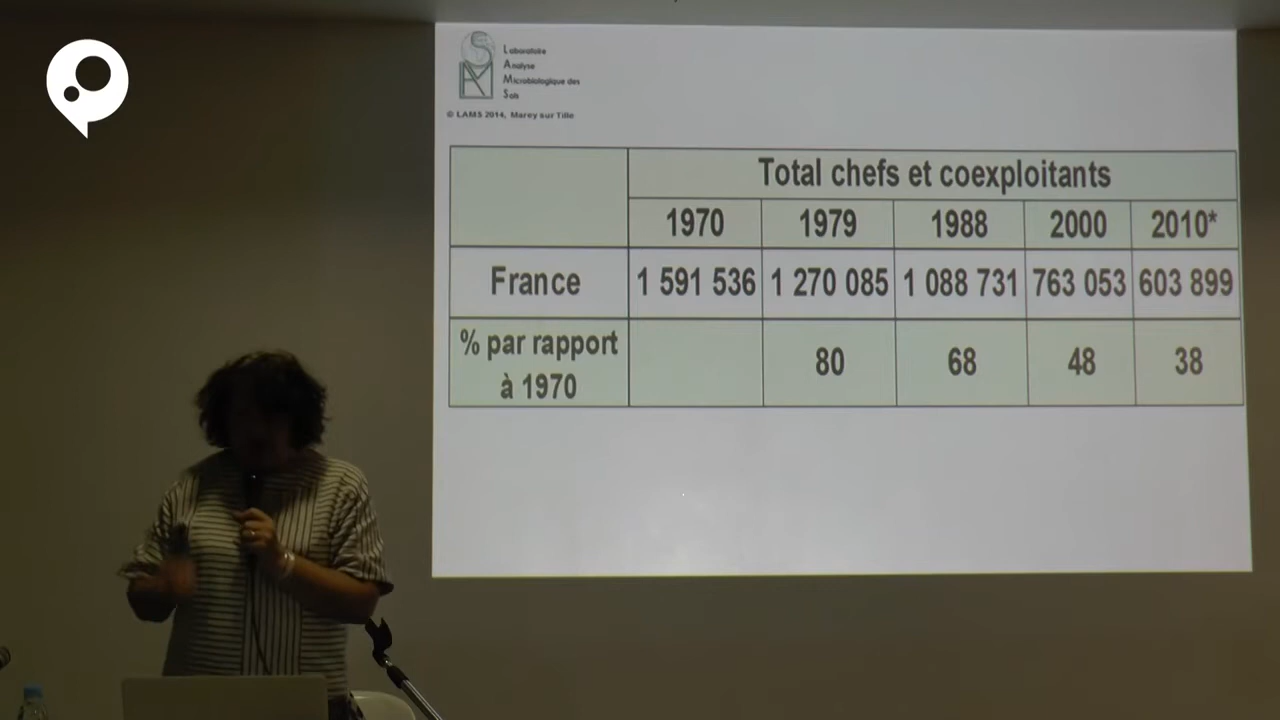 Laboratoire
Analyse
Microbiologique des
Sols
© LAMS 2014, Marey sur Tille
Total chefs et coexploitants
1970 1979 1988 2000 2010*
France 1 591 536 1 270 085 1 088 731 763 053 603 899
% par rapport
à 1970 80 68 48 38